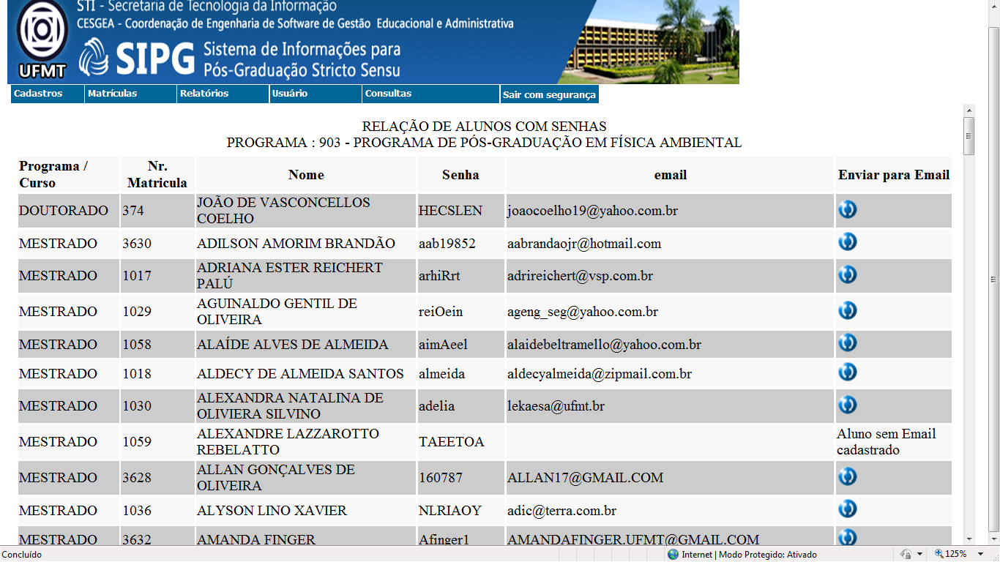 STI - Secretaria de Tecnologia da Informação
CESGEA - Coordenação de Engenharia de Software de Gestão Educacional e Administrativa
UFMT
SIPG
Sistema de Informações para
Pós-Graduação Stricto Sensu
Cadastros Matrículas Relatórios Usuário Consultas Sair com segurança
RELAÇÃO DE ALUNOS COM SENHAS
PROGRAMA : 903 - PROGRAMA DE PÓS-GRADUAÇÃO EM FÍSICA AMBIENTAL
Programa / Curso Nr. Matricula Nome Senha email Enviar para Email
DOUTORADO 374 JOÃO DE VASCONCELLOS COELHO HECSLEN joaocoelho19@yahoo.com.br
MESTRADO 3630 ADILSON AMORIM BRANDÃO aab19852 aabrandaojr@hotmail.com
MESTRADO 1017 ADRIANA ESTER REICHERT PALÚ arhiRrt adrireichert@vsp.com.br
MESTRADO 1029 AGUINALDO GENTIL DE OLIVEIRA reiOein ageng_seg@yahoo.com.br
MESTRADO 1058 ALAÍDE ALVES DE ALMEIDA aimAeel alaidebeltramello@yahoo.com.br
MESTRADO 1018 ALDECY DE ALMEIDA SANTOS almeida aldecyalmeida@zipmail.com.br
MESTRADO 1030 ALEXANDRA NATALINA DE OLIVIERA SILVINO adelia lekaesa@ufmt.br
MESTRADO 1059 ALEXANDRE LAZZAROTTO REBELATTO TAEETOA Aluno sem Email cadastrado
MESTRADO 3628 ALLAN GONÇALVES DE OLIVEIRA 160787 ALLAN17@GMAIL.COM
MESTRADO 1036 ALYSON LINO XAVIER NLRIAOY adic@terra.com.br
MESTRADO 3632 AMANDA FINGER Afinger1 AMANDAFINGER.UFMT@GMAIL.COM
Concluído Internet | Modo Protegido: Ativado 125%